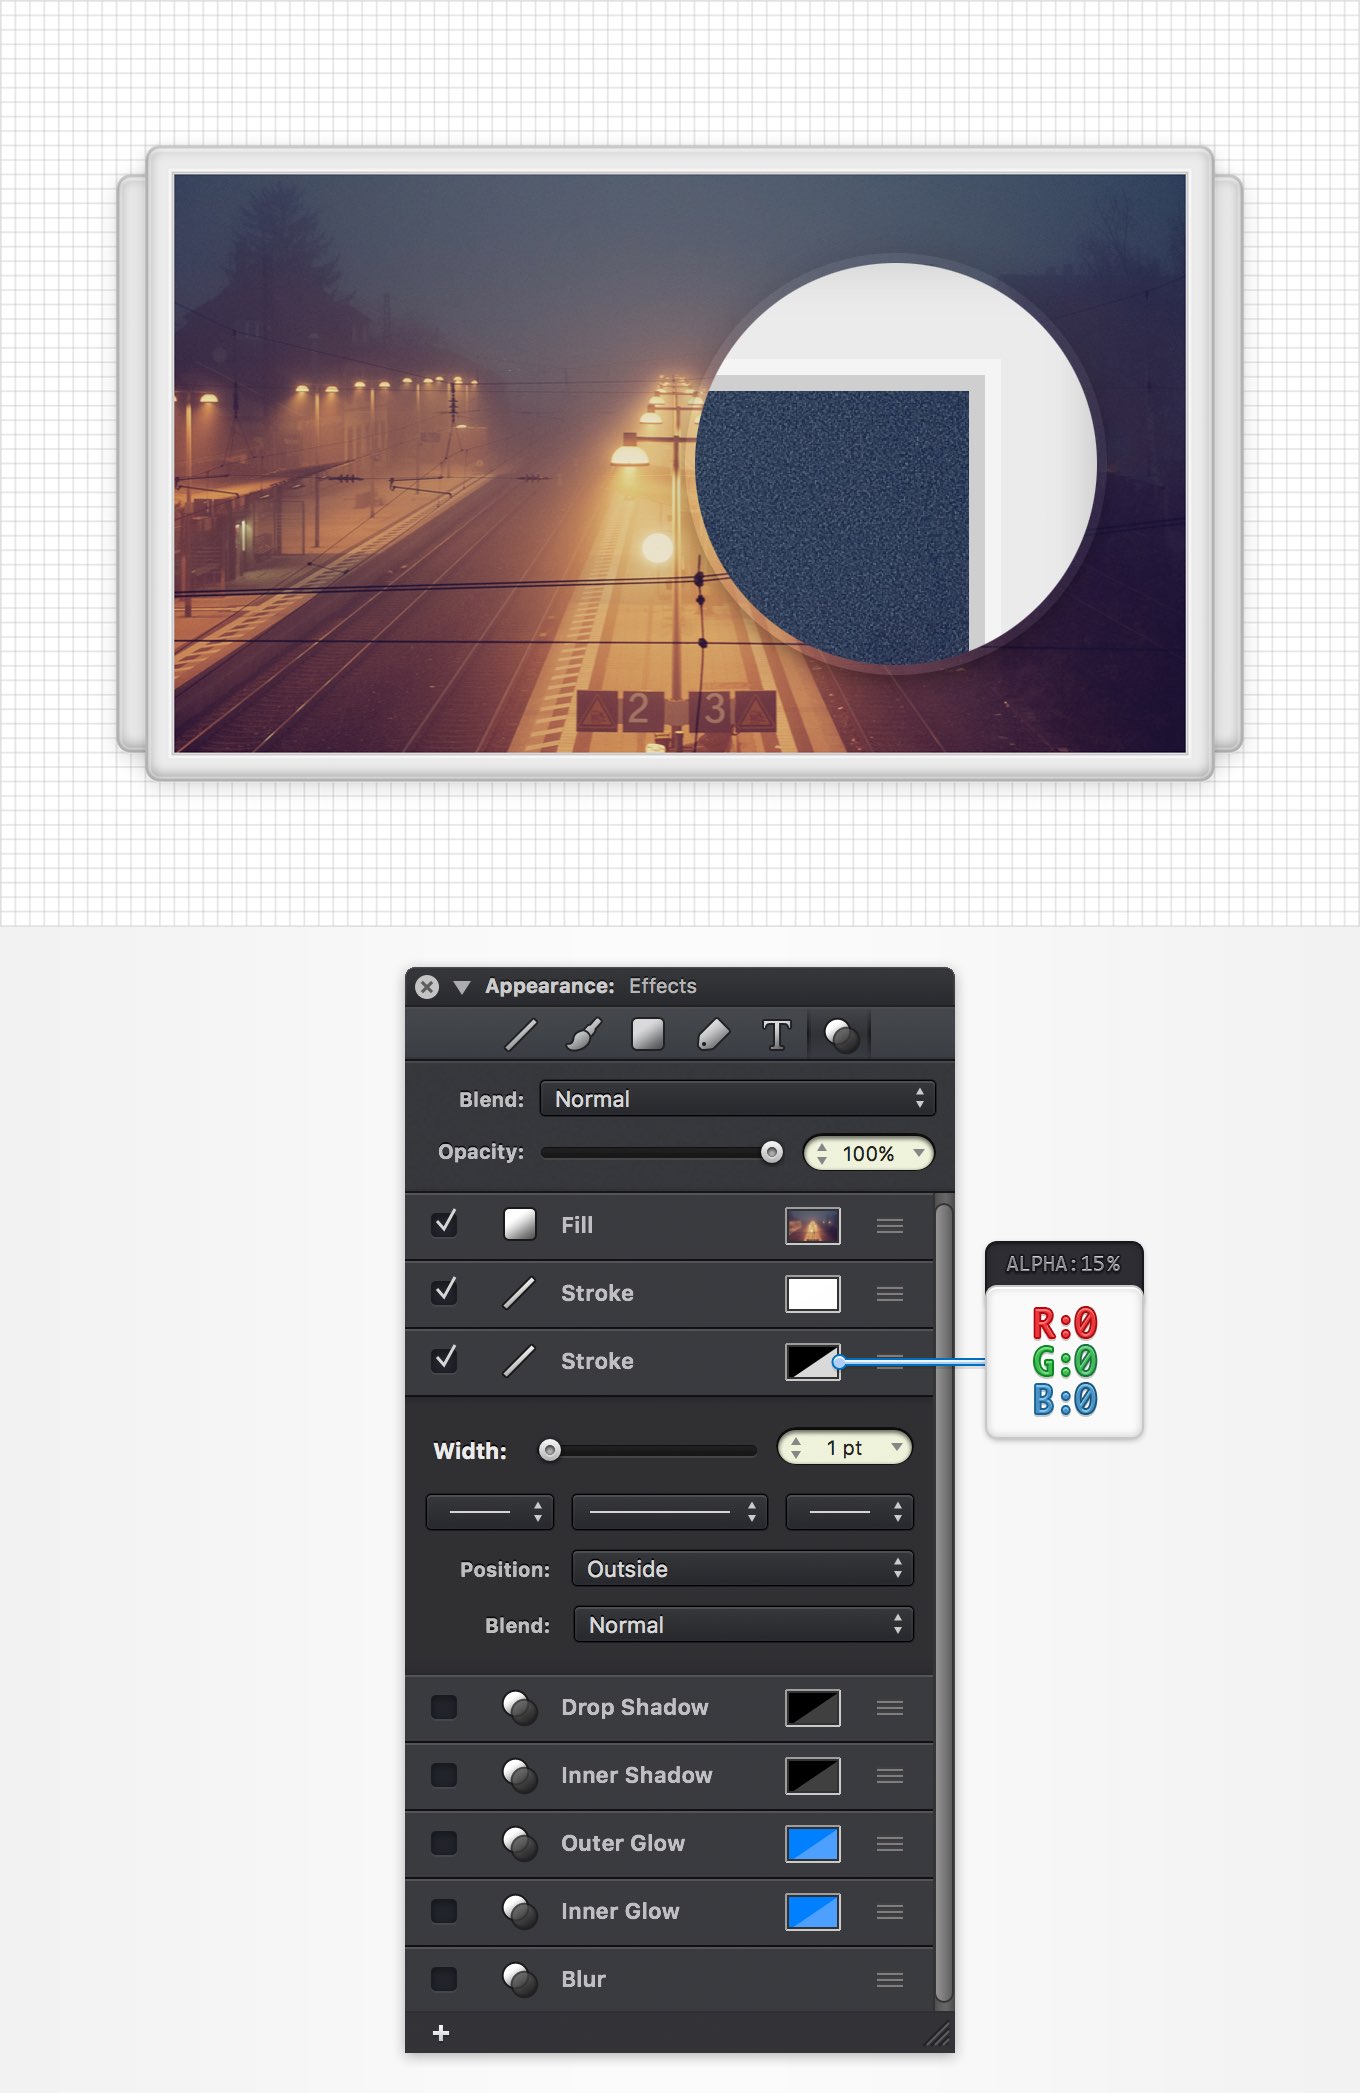 2 3
Appearance: Effects
T
Blend: Normal
Opacity: 100%
Fill
Stroke
Stroke
ALPHA:15%
R:0
G:0
B:0
Width: 1 pt
Position: Outside
Blend: Normal
Drop Shadow
Inner Shadow
Outer Glow
Inner Glow
Blur